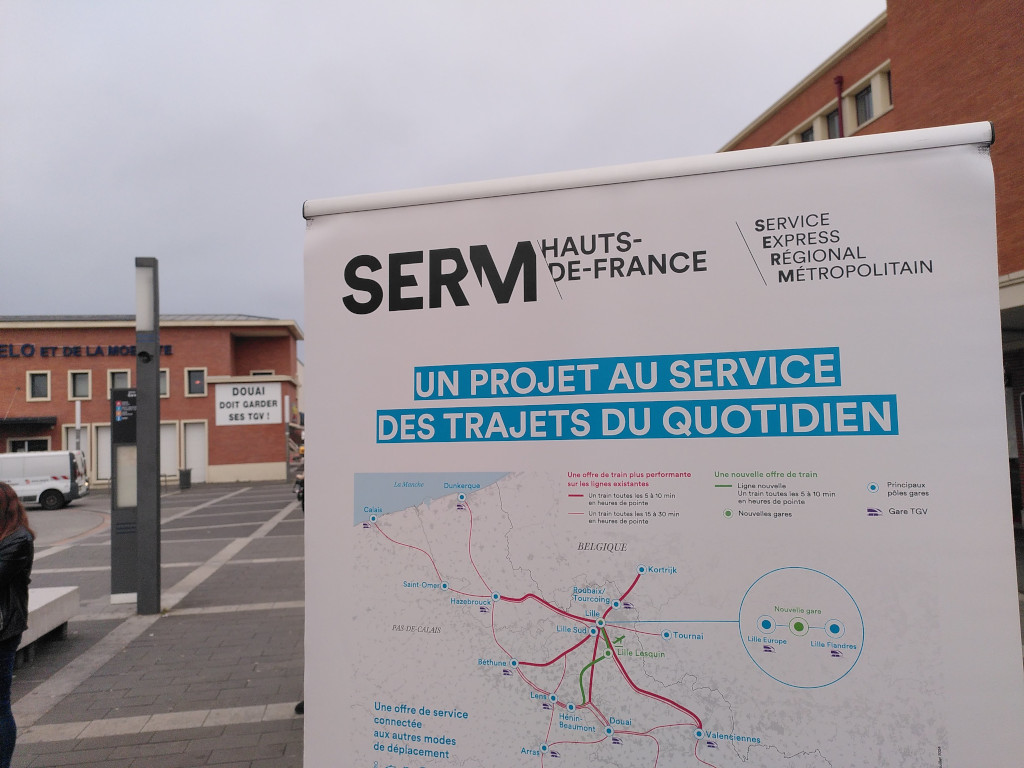 SERM
HAUTS-
DE-FRANCE
SERVICE
EXPRESS
RÉGIONAL
MÉTROPOLITAIN
UN PROJET AU SERVICE
DES TRAJETS DU QUOTIDIEN
ELO ET DE LA MOB
DOUAI
DOIT GARDER
SES TGV !
Une offre de train plus performante
sur les lignes existantes
Un train toutes les 5 à 10 min
en heures de pointe
Un train toutes les 15 à 30 min
en heures de pointe
Une nouvelle offre de train
Ligne nouvelle
Un train toutes les 5 à 10 min
en heures de pointe
Nouvelles gares
Principaux
pôles gares
Gare TGV
La Manche
Dunkerque
Calais
BELGIQUE
Kortrijk
Saint-Omer
Hazebrouck
Roubaix/
Tourcoing
Lille
Lille Sud
Tournai
Lille Lesquin
PAS-DE-CALAIS
Béthune
Lens
Hénin-
Beaumont
Douai
Arras
Valenciennes
Nouvelle gare
Lille Europe
Lille Flandres
Une offre de service
connectée
aux autres modes
de déplacement